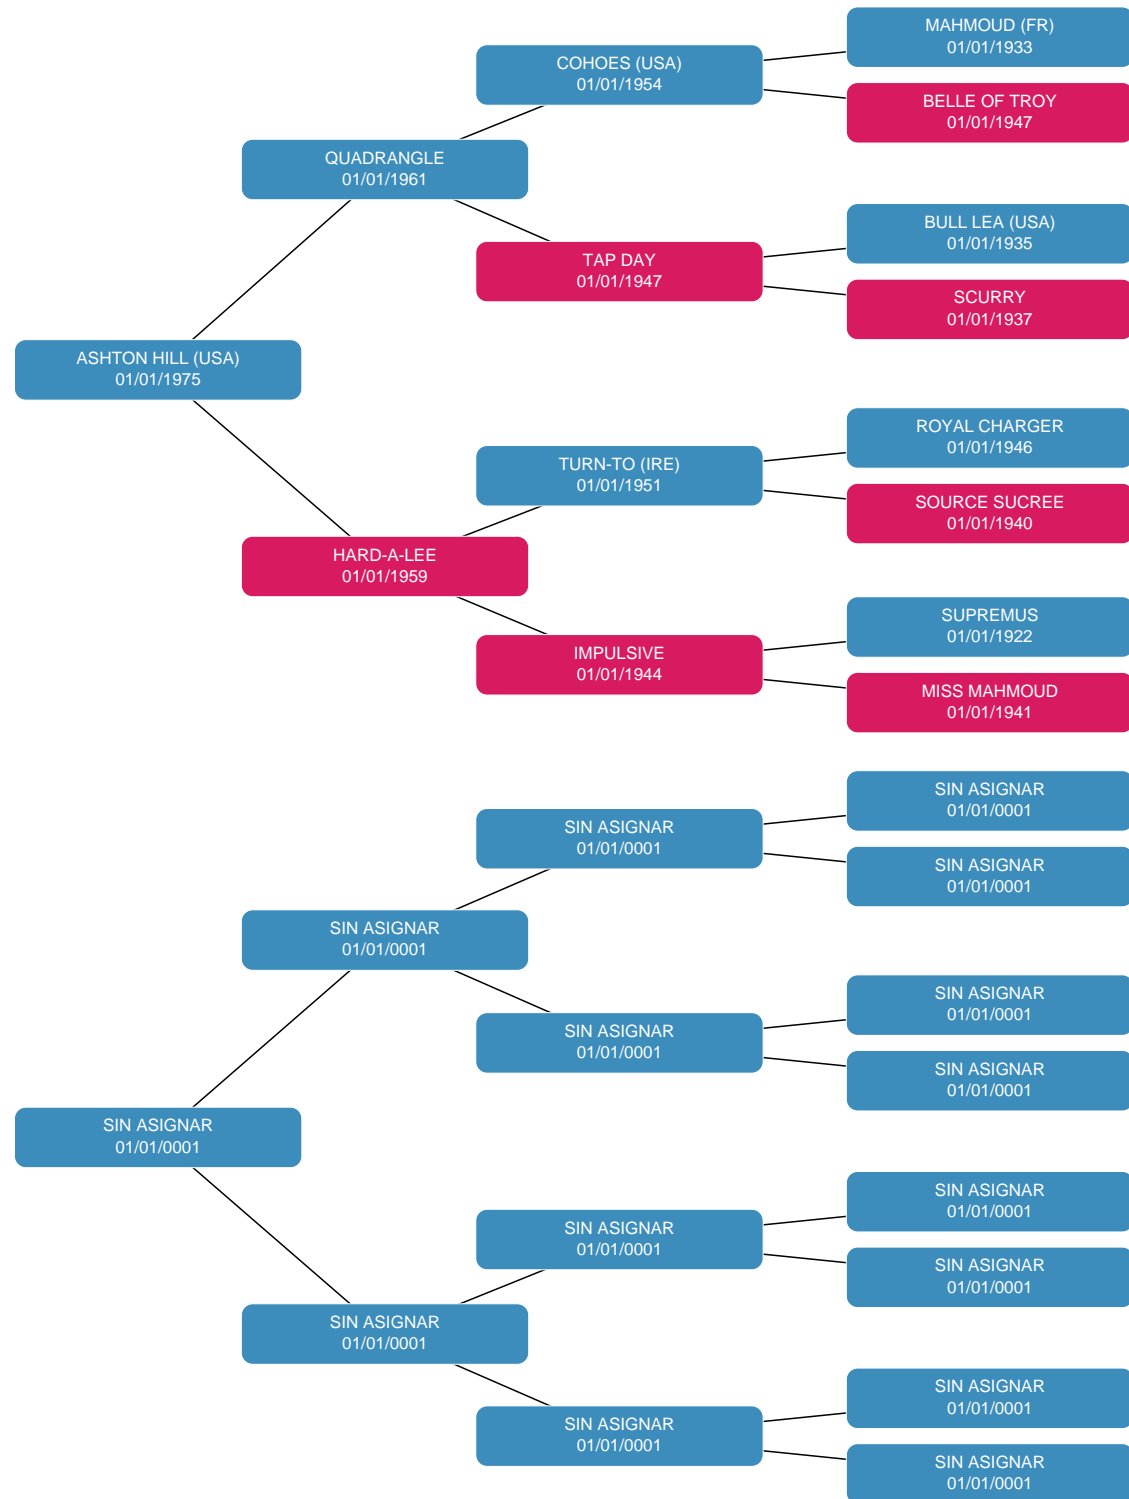 MAHMOUD (FR)
01/01/1933
COHOES (USA)
01/01/1954
BELLE OF TROY
01/01/1947
QUADRANGLE
01/01/1961
BULL LEA (USA)
01/01/1935
TAP DAY
01/01/1947
SCURRY
01/01/1937
ASHTON HILL (USA)
01/01/1975
ROYAL CHARGER
01/01/1946
TURN-TO (IRE)
01/01/1951
SOURCE SUCREE
01/01/1940
HARD-A-LEE
01/01/1959
SUPREMUS
01/01/1922
IMPULSIVE
01/01/1944
MISS MAHMOUD
01/01/1941
SIN ASIGNAR
01/01/0001
SIN ASIGNAR
01/01/0001
SIN ASIGNAR
01/01/0001
SIN ASIGNAR
01/01/0001
SIN ASIGNAR
01/01/0001
SIN ASIGNAR
01/01/0001
SIN ASIGNAR
01/01/0001
SIN ASIGNAR
01/01/0001
SIN ASIGNAR
01/01/0001
SIN ASIGNAR
01/01/0001
SIN ASIGNAR
01/01/0001
SIN ASIGNAR
01/01/0001
SIN ASIGNAR
01/01/0001
SIN ASIGNAR
01/01/0001
SIN ASIGNAR
01/01/0001